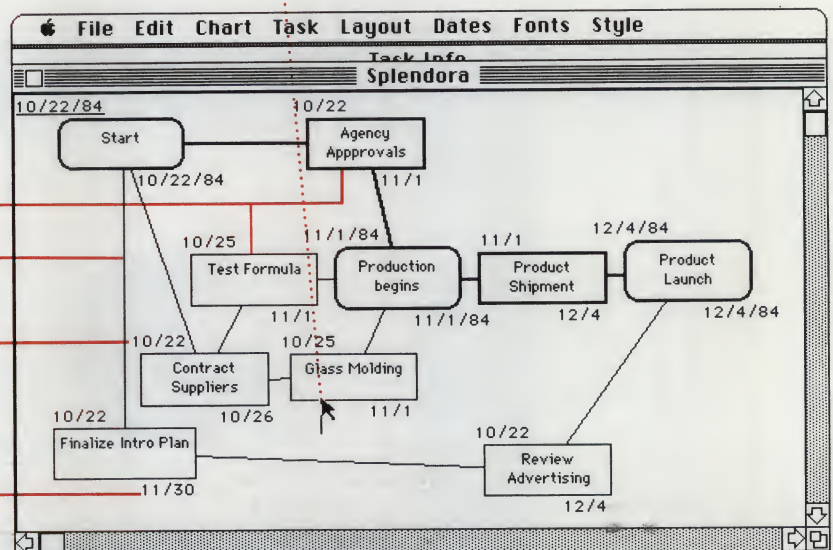 File Edit Chart Task Layout Dates Fonts Style
Task Info
Splendora
10/22/84
Start
10/22/84
10/22
Agency
Appprovals
11/1
10/25
Test Formula
11/1
11/1/84
Production
begins
11/1/84
11/1
Product
Shipment
12/4
12/4/84
Product
Launch
12/4/84
10/22
Contract
Suppliers
10/26
10/25
Glass Molding
11/1
10/22
Finalize Intro Plan
11/30
10/22
Review
Advertising
12/4